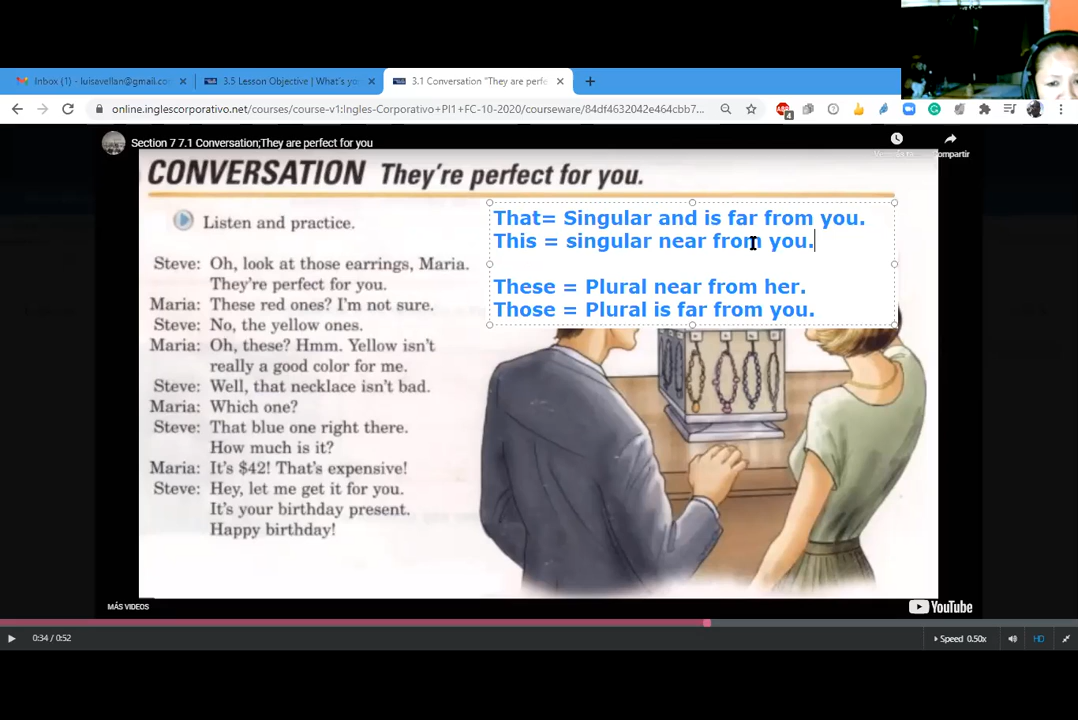 Inbox (1) - luisavellan@gmail.co
3.5 Lesson Objective | What's yo
3.1 Conversation "They are perfe
online.inglescorporativo.net/courses/course-v1:Ingles-Corporativo+PI1+FC-10-2020/courseware/84df4632042e464cbb7...
4
Section 7 7.1 Conversation;They are perfect for you
Compartir
CONVERSATION They're perfect for you.
Listen and practice.
That= Singular and is far from you.
This = singular near from you.
These = Plural near from her.
Those = Plural is far from you.
Steve: Oh, look at those earrings, Maria.
They're perfect for you.
Maria: These red ones? I'm not sure.
Steve: No, the yellow ones.
Maria: Oh, these? Hmm. Yellow isn't
really a good color for me.
Steve: Well, that necklace isn't bad.
Maria: Which one?
Steve: That blue one right there.
How much is it?
Maria: It's $42! That's expensive!
Steve: Hey, let me get it for you.
It's your birthday present.
Happy birthday!
MÁS VIDEOS
YouTube
0:34 / 0:52
Speed 0.50x
HD